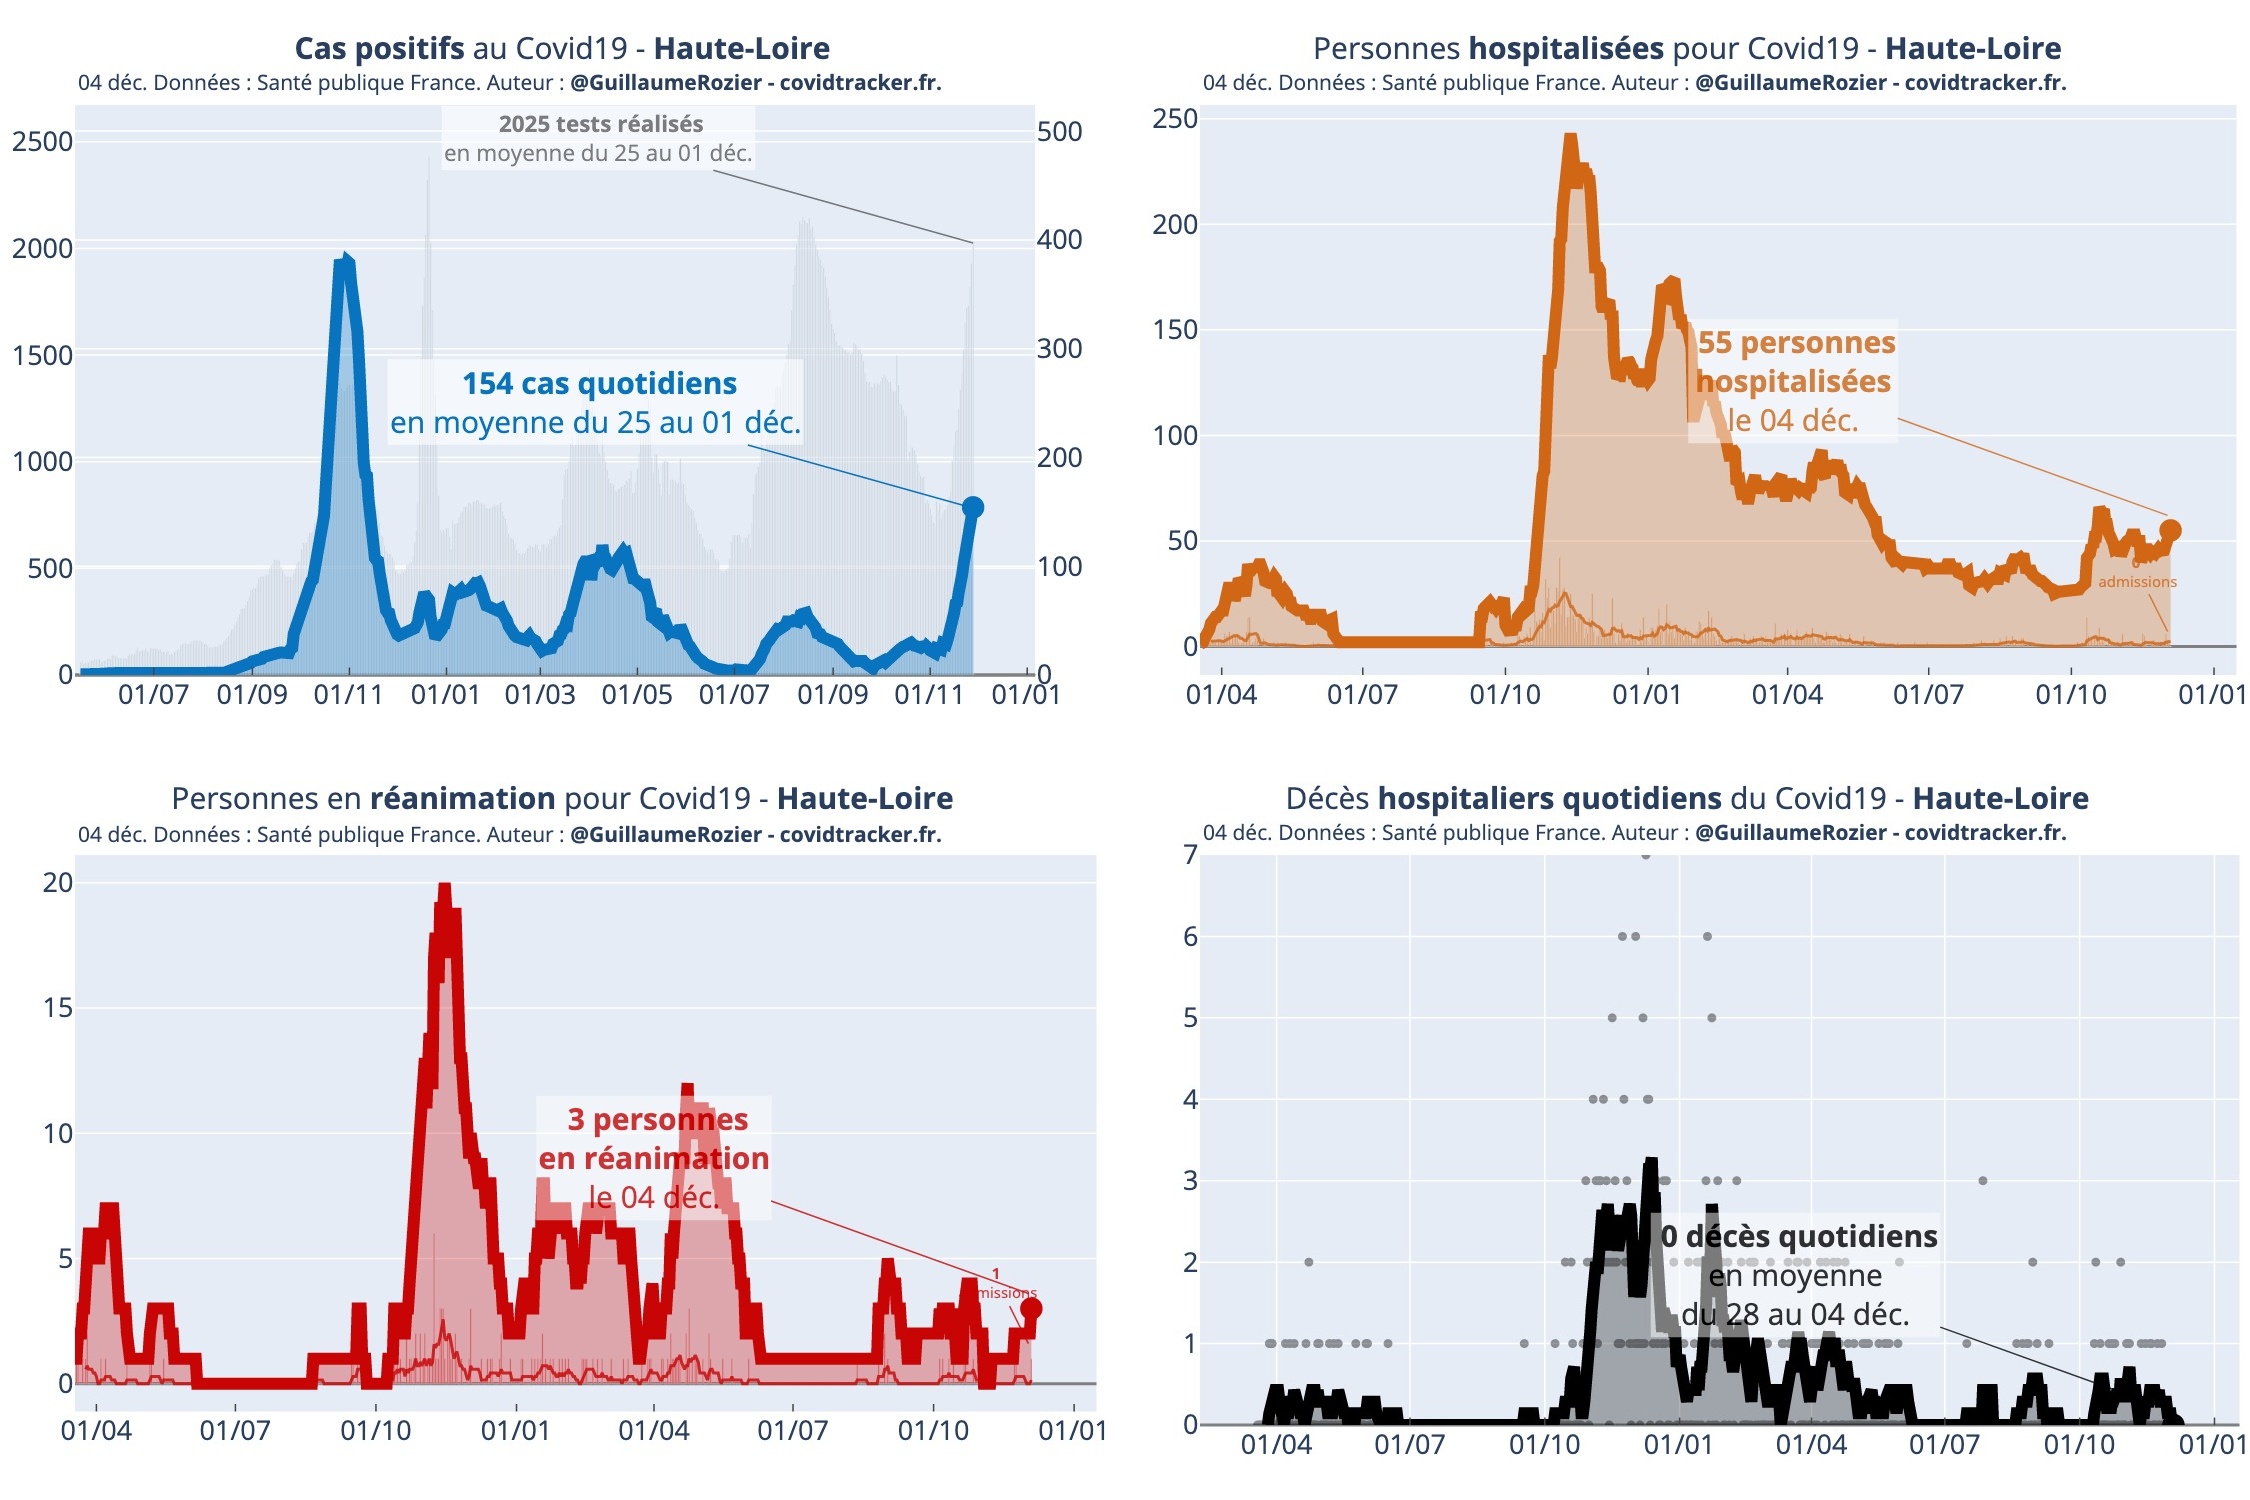 Cas positifs au Covid19 - Haute-Loire
04 déc. Données : Santé publique France. Auteur : @GuillaumeRozier - covidtracker.fr.
2025 tests réalisés
en moyenne du 25 au 01 déc.
154 cas quotidiens
en moyenne du 25 au 01 déc.
2500
2000
1500
1000
500
0
500
400
300
200
100
0
01/07 01/09 01/11 01/01 01/03 01/05 01/07 01/09 01/11 01/01
Personnes hospitalisées pour Covid19 - Haute-Loire
04 déc. Données : Santé publique France. Auteur : @GuillaumeRozier - covidtracker.fr.
250
200
150
100
50
0
55 personnes
hospitalisées
le 04 déc.
admissions
01/04 01/07 01/10 01/01 01/04 01/07 01/10 01/01
Personnes en réanimation pour Covid19 - Haute-Loire
04 déc. Données : Santé publique France. Auteur : @GuillaumeRozier - covidtracker.fr.
20
15
10
5
0
3 personnes
en réanimation
le 04 déc.
1
missions
01/04 01/07 01/10 01/01 01/04 01/07 01/10 01/01
Décès hospitaliers quotidiens du Covid19 - Haute-Loire
04 déc. Données : Santé publique France. Auteur : @GuillaumeRozier - covidtracker.fr.
7
6
5
4
3
2
1
0
0 décès quotidiens
en moyenne
du 28 au 04 déc.
01/04 01/07 01/10 01/01 01/04 01/07 01/10 01/01